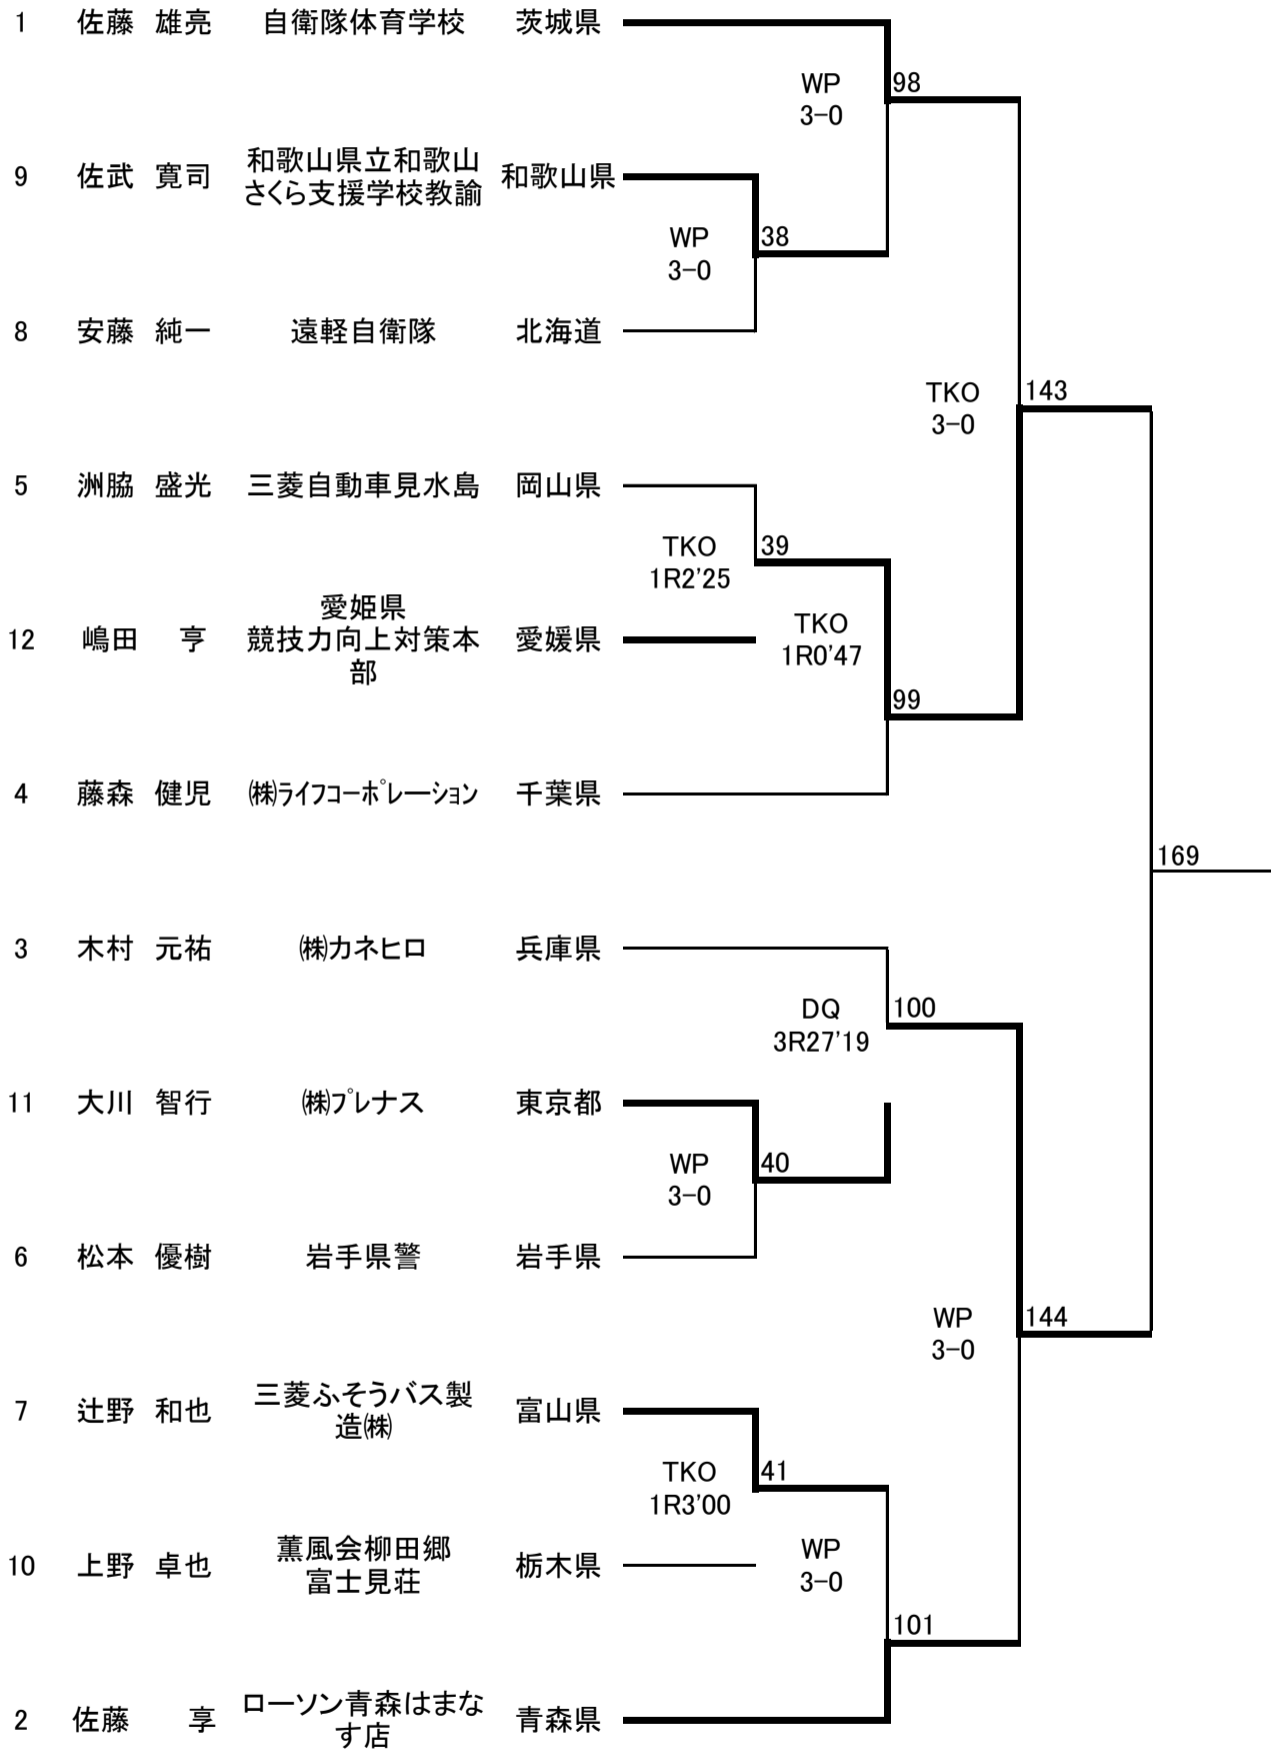 1 佐藤 雄亮 自衛隊体育学校 茨城県
WP 98
3-0
9 佐武 寛司 和歌山県立和歌山
さくら支援学校教諭 和歌山県
WP 38
3-0
8 安藤 純一 遠軽自衛隊 北海道
TKO 143
3-0
5 洲脇 盛光 三菱自動車見水島 岡山県
TKO 39
1R2'25
12 嶋田 亨 愛姫県
競技力向上対策本
部 愛媛県
TKO
1R0'47
99
4 藤森 健児 ㈱ライフコーポレーション 千葉県
169
3 木村 元祐 ㈱カネヒロ 兵庫県
DQ 100
3R27'19
11 大川 智行 ㈱プレナス 東京都
WP 40
3-0
6 松本 優樹 岩手県警 岩手県
WP 144
3-0
7 辻野 和也 三菱ふそうバス製
造㈱ 富山県
TKO 41
1R3'00
10 上野 卓也 薫風会柳田郷
富士見荘 栃木県
WP
3-0
101
2 佐藤 享 ローソン青森はまな
す店 青森県